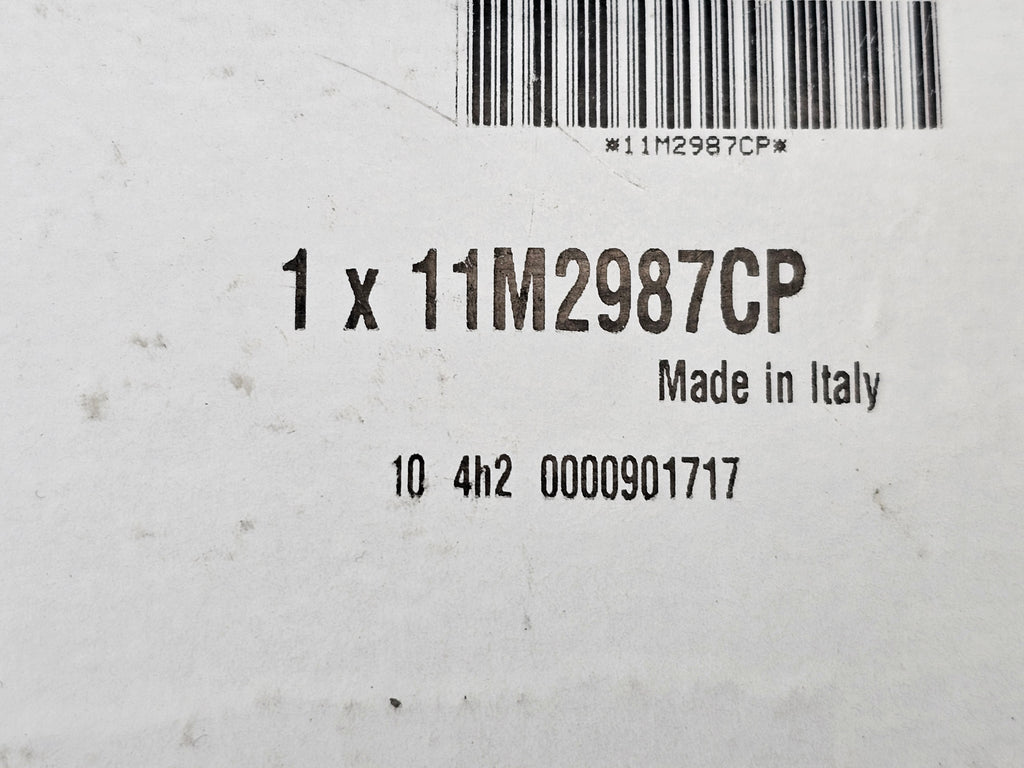 *11M2987CP*
1 x 11M2987CP
Made in Italy
10 4h2 0000901717